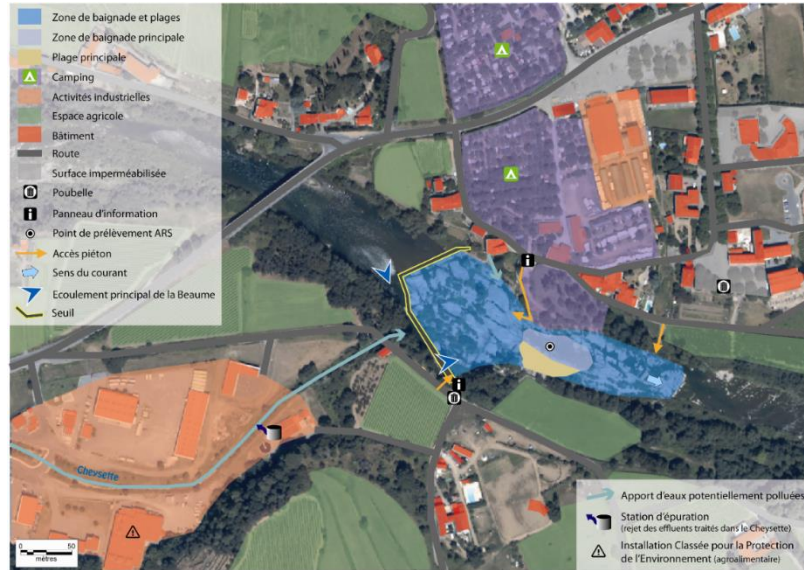 Zone de baignade et plages
Zone de baignade principale
Plage principale
Camping
Activités industrielles
Espace agricole
Bâtiment
Route
Surface imperméabilisée
Poubelle
Panneau d'information
Point de prélèvement ARS
Accès piéton
Sens du courant
Ecoulement principal de la Beaume
Seuil
Cheysette
0 50
mètres
Apport d'eaux potentiellement polluées
Station d'épuration
(rejet des effluents traités dans le Cheysette)
Installation Classée pour la Protection
de l'Environnement (agroalimentaire)